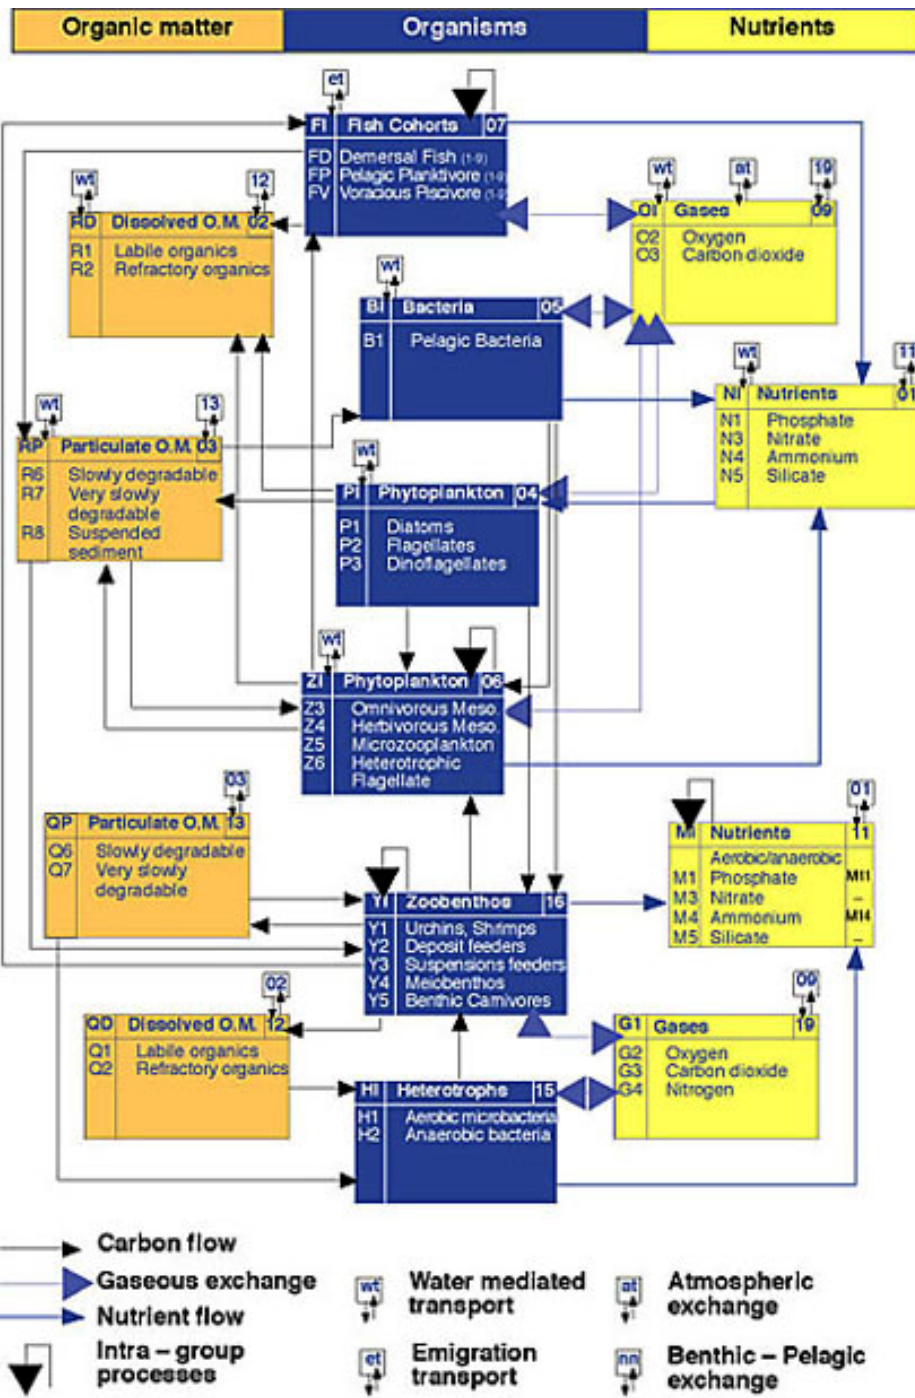 Organic matter
Organisms
Nutrients
et
FI Fish Cohorts 07
FD Demersal Fish (1-9)
FP Pelagic Planktivore (1-9)
FV Voracious Piscivore (1-9)
wt
12
RD Dissolved O.M. 02
R1 Labile organics
R2 Refractory organics
wt
at
19
OI Gases 09
O2 Oxygen
O3 Carbon dioxide
wt
BI Bacteria 05
B1 Pelagic Bacteria
wt
11
NI Nutrients 01
N1 Phosphate
N3 Nitrate
N4 Ammonium
N5 Silicate
wt
13
RP Particulate O.M. 03
R6 Slowly degradable
R7 Very slowly
degradable
R8 Suspended
sediment
wt
PI Phytoplankton 04
P1 Diatoms
P2 Flagellates
P3 Dinoflagellates
wt
ZI Phytoplankton 06
Z3 Omnivorous Meso.
Z4 Herbivorous Meso.
Z5 Microzooplankton
Z6 Heterotrophic
Flagellate
03
QP Particulate O.M. 13
Q6 Slowly degradable
Q7 Very slowly
degradable
01
MI Nutrients 11
Aerobic/anaerobic
M1 Phosphate M11
M3 Nitrate –
M4 Ammonium M14
M5 Silicate –
YI Zoobenthos 16
Y1 Urchins, Shrimps
Y2 Deposit feeders
Y3 Suspensions feeders
Y4 Meiobenthos
Y5 Benthic Carnivores
02
QD Dissolved O.M. 12
Q1 Labile organics
Q2 Refractory organics
09
G1 Gases 19
G2 Oxygen
G3 Carbon dioxide
G4 Nitrogen
HI Heterotrophs 15
H1 Aerobic microbacteria
H2 Anaerobic bacteria
Carbon flow
Gaseous exchange
Nutrient flow
Intra – group
processes
wt Water mediated
transport
et Emigration
transport
at Atmospheric
exchange
nn Benthic – Pelagic
exchange